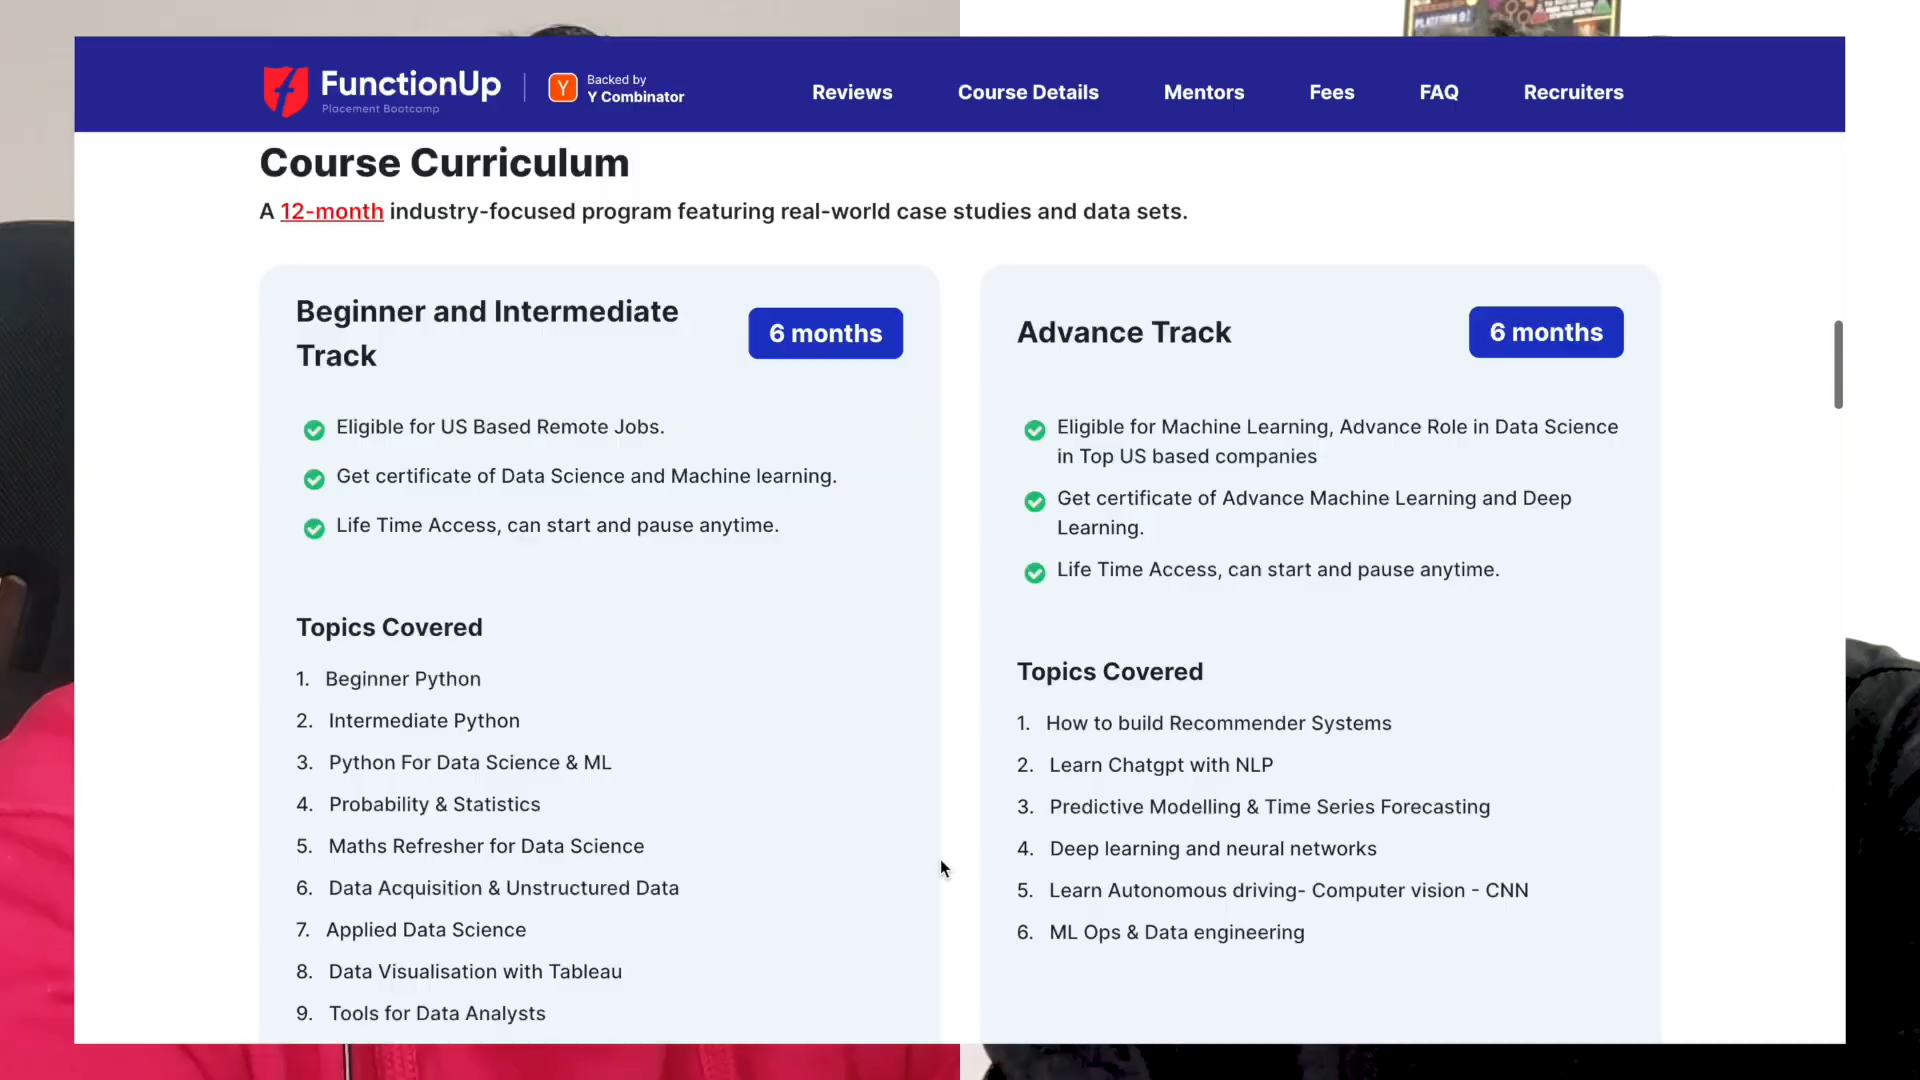 PLATFORM 9
FunctionUp
Placement Bootcamp
Y
Backed by
Y Combinator
Reviews
Course Details
Mentors
Fees
FAQ
Recruiters
Course Curriculum
A 12-month industry-focused program featuring real-world case studies and data sets.
Beginner and Intermediate
Track
6 months
Eligible for US Based Remote Jobs.
Get certificate of Data Science and Machine learning.
Life Time Access, can start and pause anytime.
Topics Covered
1. Beginner Python
2. Intermediate Python
3. Python For Data Science & ML
4. Probability & Statistics
5. Maths Refresher for Data Science
6. Data Acquisition & Unstructured Data
7. Applied Data Science
8. Data Visualisation with Tableau
9. Tools for Data Analysts
Advance Track
6 months
Eligible for Machine Learning, Advance Role in Data Science
in Top US based companies
Get certificate of Advance Machine Learning and Deep
Learning.
Life Time Access, can start and pause anytime.
Topics Covered
1. How to build Recommender Systems
2. Learn Chatgpt with NLP
3. Predictive Modelling & Time Series Forecasting
4. Deep learning and neural networks
5. Learn Autonomous driving- Computer vision - CNN
6. ML Ops & Data engineering